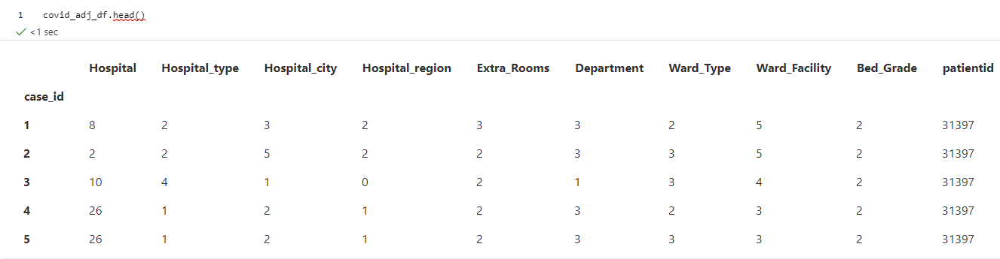 1 covid_adj_df.head()
<1 sec
Hospital Hospital_type Hospital_city Hospital_region Extra_Rooms Department Ward_Type Ward_Facility Bed_Grade patientid
case_id
1 8 2 3 2 3 3 2 5 2 31397
2 2 2 5 2 2 3 3 5 2 31397
3 10 4 1 0 2 1 3 4 2 31397
4 26 1 2 1 2 3 2 3 2 31397
5 26 1 2 1 2 3 3 3 2 31397